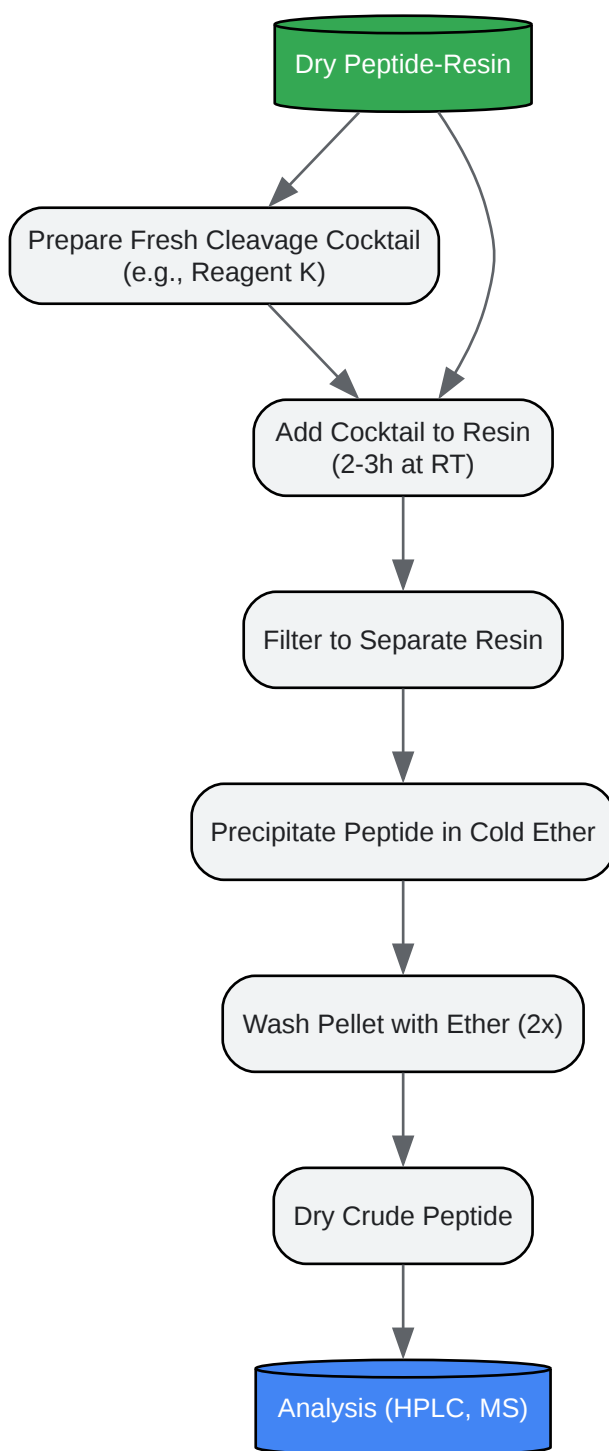 Dry Peptide-Resin
Prepare Fresh Cleavage Cocktail
(e.g., Reagent K)
Add Cocktail to Resin
(2-3h at RT)
Filter to Separate Resin
Precipitate Peptide in Cold Ether
Wash Pellet with Ether (2x)
Dry Crude Peptide
Analysis (HPLC, MS)